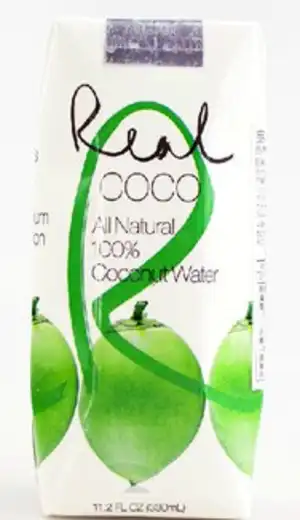 Real
COCO
All Natural
100%
Coconut Water
11.2 FL OZ (330mL)